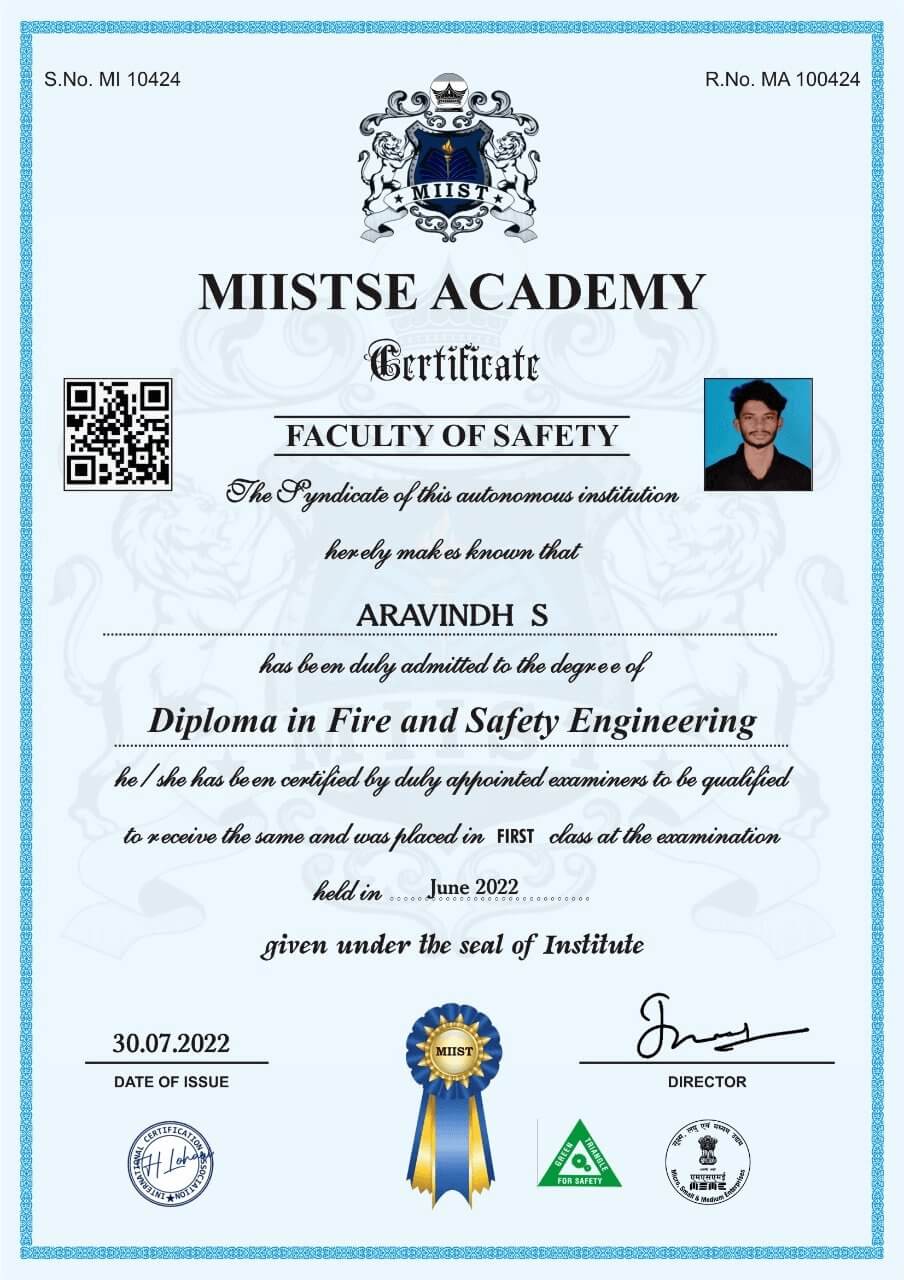 S.No. MI 10424
R.No. MA 100424
MIIST
MIISTSE ACADEMY
Certificate
FACULTY OF SAFETY
The Syndicate of this autonomous institution
herely makes known that
ARAVINDH S
has been duly admitted to the degree of
Diploma in Fire and Safety Engineering
he / she has been certified by duly appointed examiners to be qualified
to receive the same and was placed in FIRST class at the examination
held in June 2022
given under the seal of Institute
30.07.2022
DATE OF ISSUE
MIIST
DIRECTOR
INTERNATIONAL CERTIFICATION ASSOCIATION
GREEN TRIANGLE
FOR SAFETY
सूक्ष्म, लघु एवं मध्यम उद्यम
एमएसएमई
MSME
Micro, Small & Medium Enterprises